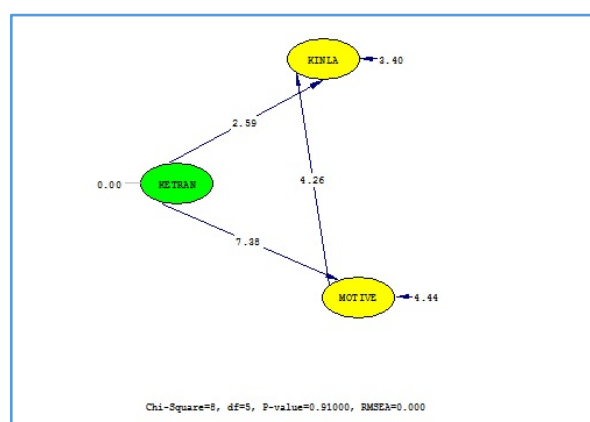 KINLA
3.40
2.59
0.00
KETRAN
4.26
7.38
MOTIVE
4.44
Chi-Square=8, df=5, P-value=0.91000, RMSEA=0.000